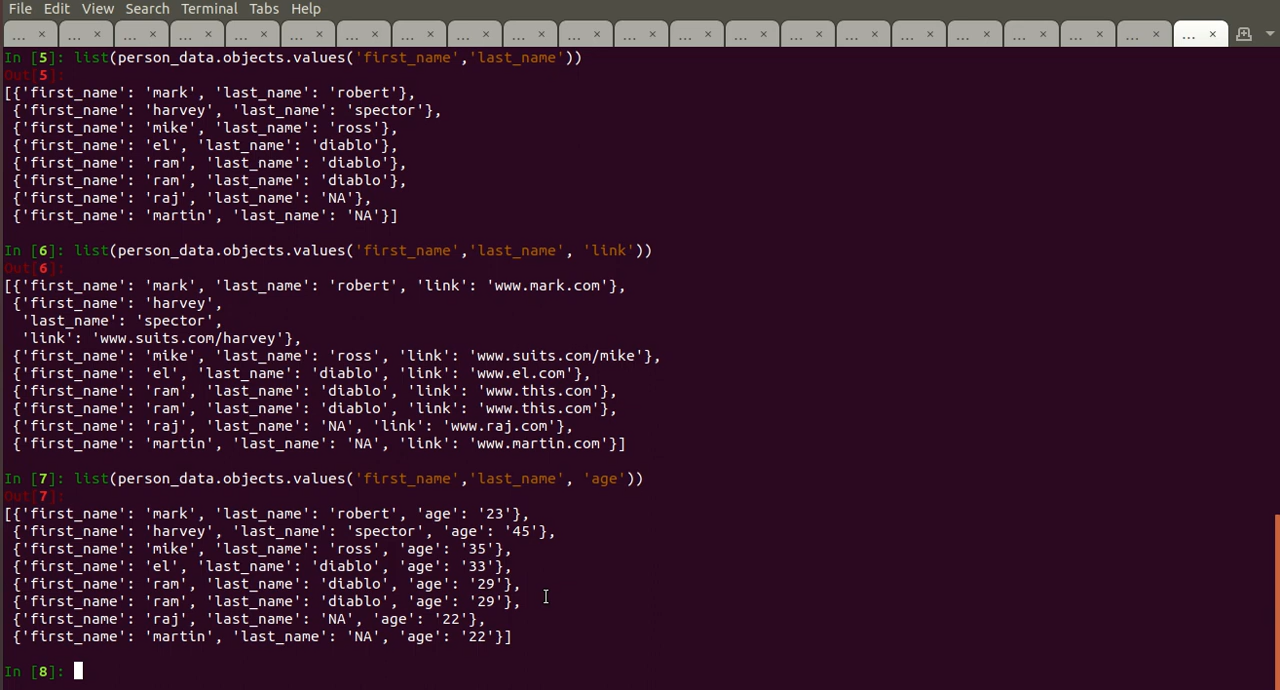 File Edit View Search Terminal Tabs Help
... × ... × ... × ... × ... × ... × ... × ... × ... × ... × ... × ... × ... × ... × ... × ... × ... × ... × ... × ... × ... × ... ×
In [5]: list(person_data.objects.values('first_name','last_name'))
Out[5]:
[{'first_name': 'mark', 'last_name': 'robert'},
 {'first_name': 'harvey', 'last_name': 'spector'},
 {'first_name': 'mike', 'last_name': 'ross'},
 {'first_name': 'el', 'last_name': 'diablo'},
 {'first_name': 'ram', 'last_name': 'diablo'},
 {'first_name': 'ram', 'last_name': 'diablo'},
 {'first_name': 'raj', 'last_name': 'NA'},
 {'first_name': 'martin', 'last_name': 'NA'}]
In [6]: list(person_data.objects.values('first_name','last_name', 'link'))
Out[6]:
[{'first_name': 'mark', 'last_name': 'robert', 'link': 'www.mark.com'},
 {'first_name': 'harvey',
  'last_name': 'spector',
  'link': 'www.suits.com/harvey'},
 {'first_name': 'mike', 'last_name': 'ross', 'link': 'www.suits.com/mike'},
 {'first_name': 'el', 'last_name': 'diablo', 'link': 'www.el.com'},
 {'first_name': 'ram', 'last_name': 'diablo', 'link': 'www.this.com'},
 {'first_name': 'ram', 'last_name': 'diablo', 'link': 'www.this.com'},
 {'first_name': 'raj', 'last_name': 'NA', 'link': 'www.raj.com'},
 {'first_name': 'martin', 'last_name': 'NA', 'link': 'www.martin.com'}]
In [7]: list(person_data.objects.values('first_name','last_name', 'age'))
Out[7]:
[{'first_name': 'mark', 'last_name': 'robert', 'age': '23'},
 {'first_name': 'harvey', 'last_name': 'spector', 'age': '45'},
 {'first_name': 'mike', 'last_name': 'ross', 'age': '35'},
 {'first_name': 'el', 'last_name': 'diablo', 'age': '33'},
 {'first_name': 'ram', 'last_name': 'diablo', 'age': '29'},
 {'first_name': 'ram', 'last_name': 'diablo', 'age': '29'},
 {'first_name': 'raj', 'last_name': 'NA', 'age': '22'},
 {'first_name': 'martin', 'last_name': 'NA', 'age': '22'}]
In [8]: